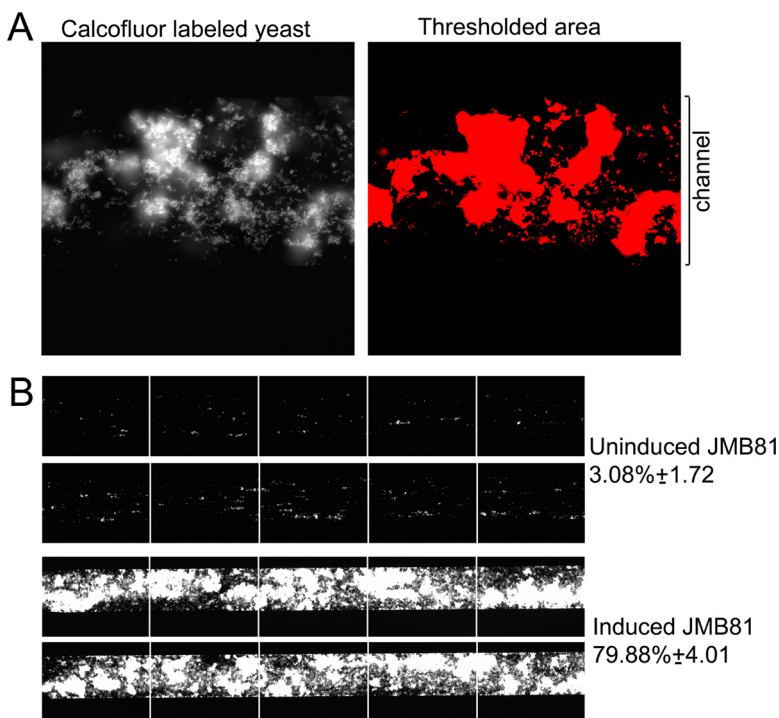 A
Calcofluor labeled yeast
Thresholded area
channel
B
Uninduced JMB81
3.08%±1.72
Induced JMB81
79.88%±4.01